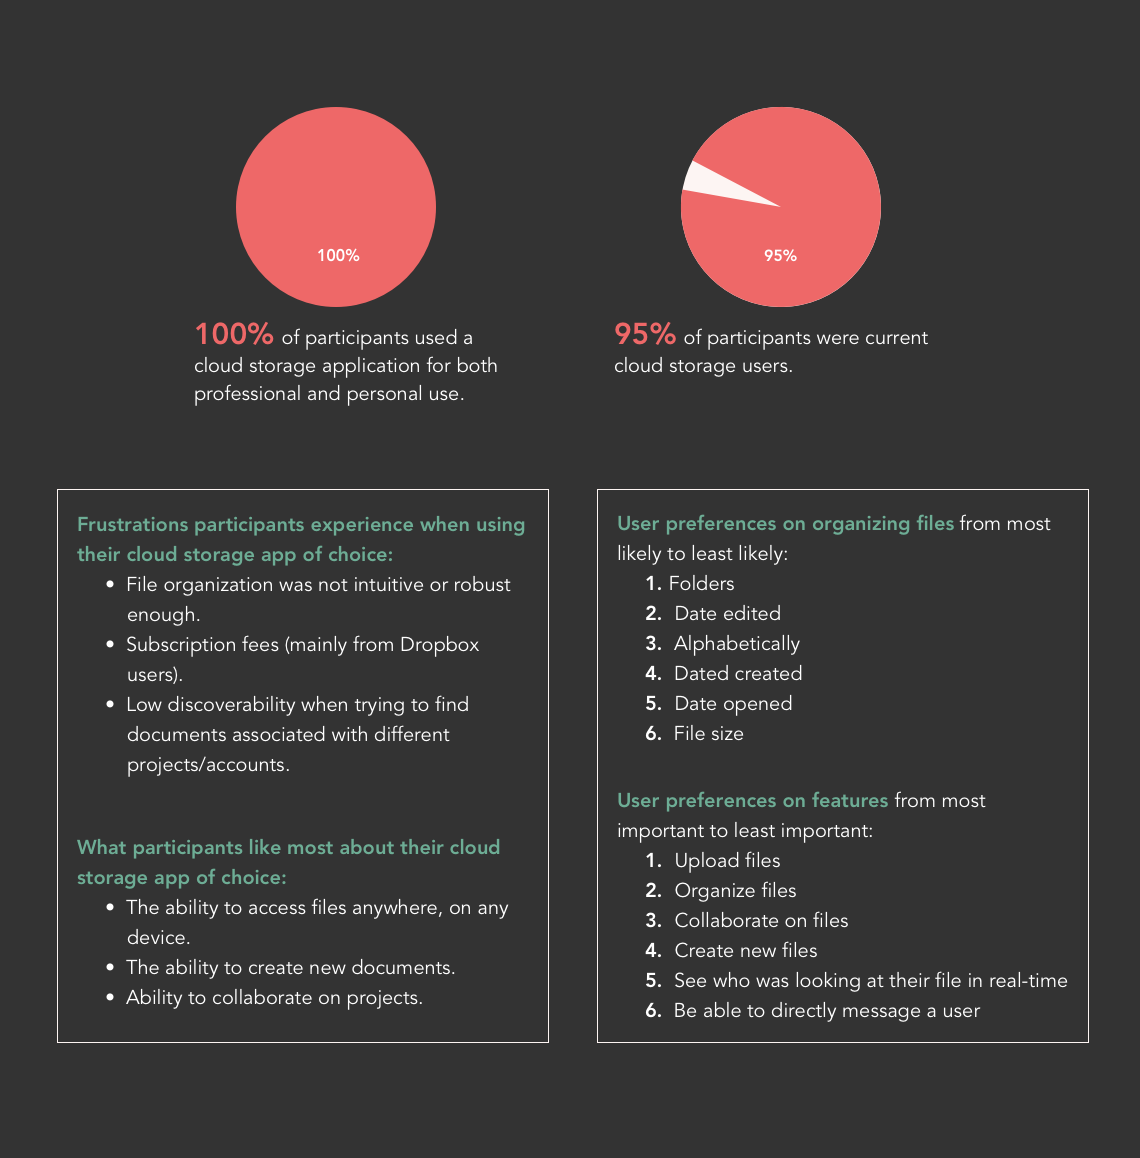 100%
95%
100% of participants used a
cloud storage application for both
professional and personal use.
95% of participants were current
cloud storage users.
Frustrations participants experience when using
their cloud storage app of choice:
• File organization was not intuitive or robust
enough.
• Subscription fees (mainly from Dropbox
users).
• Low discoverability when trying to find
documents associated with different
projects/accounts.
What participants like most about their cloud
storage app of choice:
• The ability to access files anywhere, on any
device.
• The ability to create new documents.
• Ability to collaborate on projects.
User preferences on organizing files from most
likely to least likely:
1. Folders
2. Date edited
3. Alphabetically
4. Dated created
5. Date opened
6. File size
User preferences on features from most
important to least important:
1. Upload files
2. Organize files
3. Collaborate on files
4. Create new files
5. See who was looking at their file in real-time
6. Be able to directly message a user